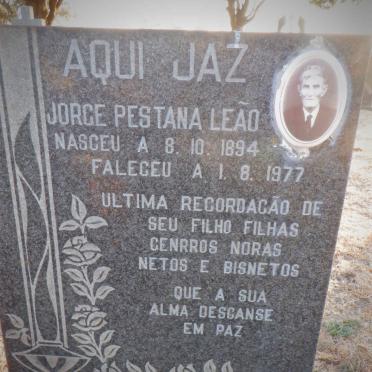 AQUI JAZ
JORGE PESTANA LEÃO
NASCEU A 8. 10. 1894
FALECEU A 1. 8. 1977
ULTIMA RECORDAÇÃO DE
SEU FILHO FILHAS
GENRROS NORAS
NETOS E BISNETOS
QUE A SUA
ALMA DESCANSE
EM PAZ